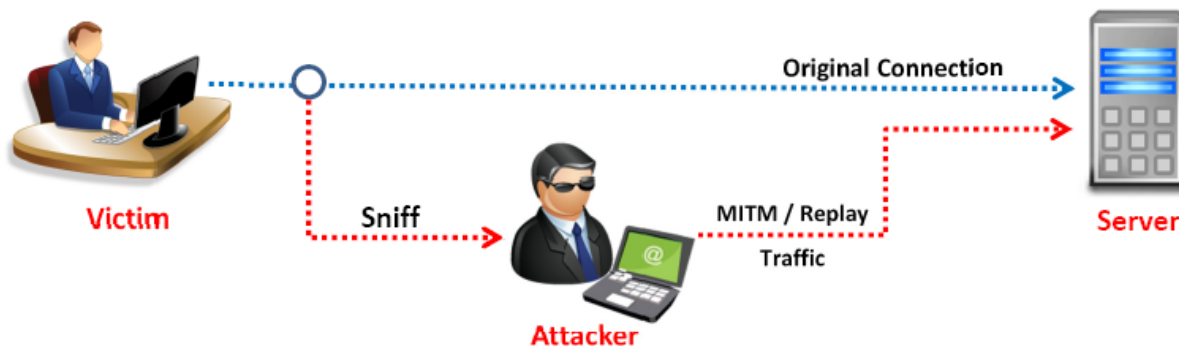 Original Connection
Victim
Sniff
MITM / Replay
Traffic
Server
@
Attacker